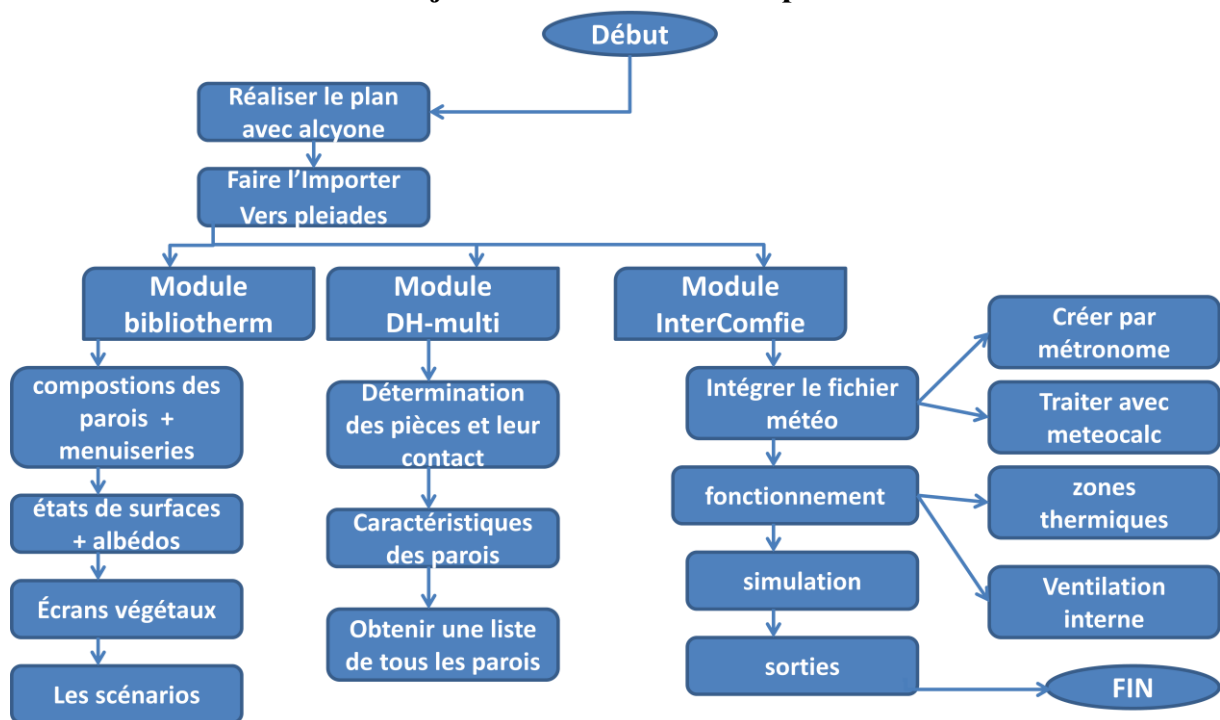 Début
Réaliser le plan
avec alcyone
Faire l’Importer
Vers pleiades
Module
bibliotherm
compostions des
parois +
menuiseries
états de surfaces
+ albédos
Écrans végétaux
Les scénarios
Module
DH-multi
Détermination
des pièces et leur
contact
Caractéristiques
des parois
Obtenir une liste
de tous les parois
Module
InterComfie
Intégrer le fichier
météo
fonctionnement
simulation
sorties
Créer par
métronome
Traiter avec
meteocalc
zones
thermiques
Ventilation
interne
FIN